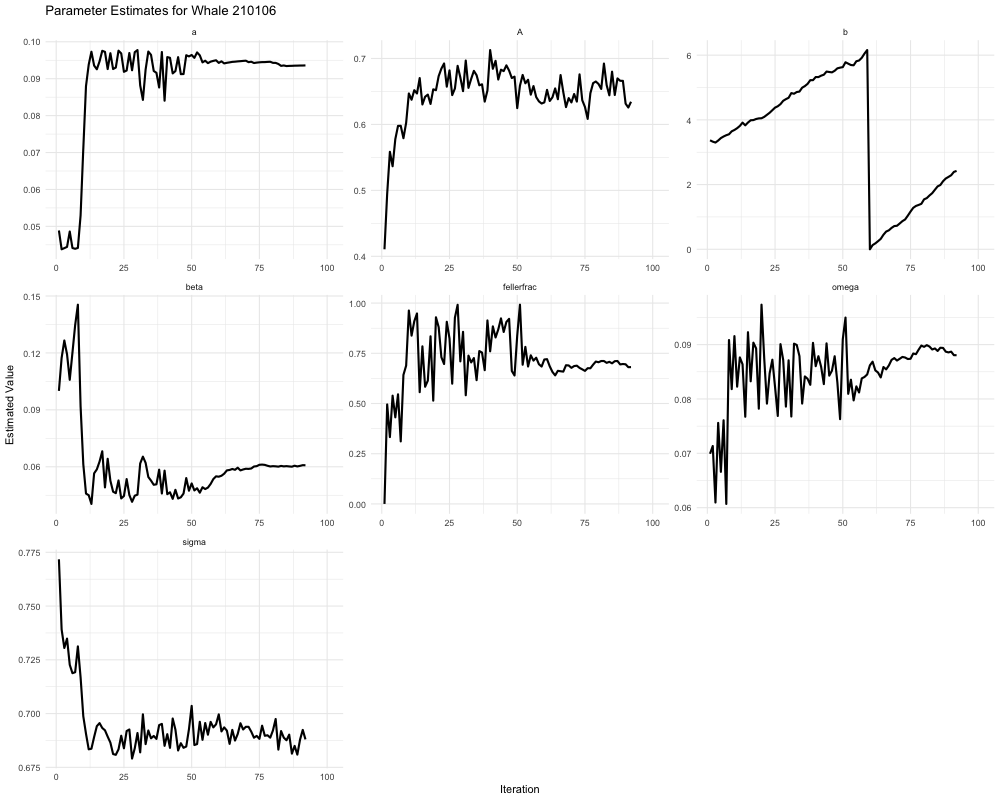 Parameter Estimates for Whale 210106
a
A
b
0.10
0.09
0.08
0.07
0.06
0.05
0 25 50 75 100
0.7
0.6
0.5
0.4
0 25 50 75 100
6
4
2
0
0 25 50 75 100
beta
fellerfrac
omega
Estimated Value
0.15
0.12
0.09
0.06
0 25 50 75 100
1.00
0.75
0.50
0.25
0.00
0 25 50 75 100
0.09
0.08
0.07
0.06
0 25 50 75 100
sigma
0.775
0.750
0.725
0.700
0.675
0 25 50 75 100
Iteration